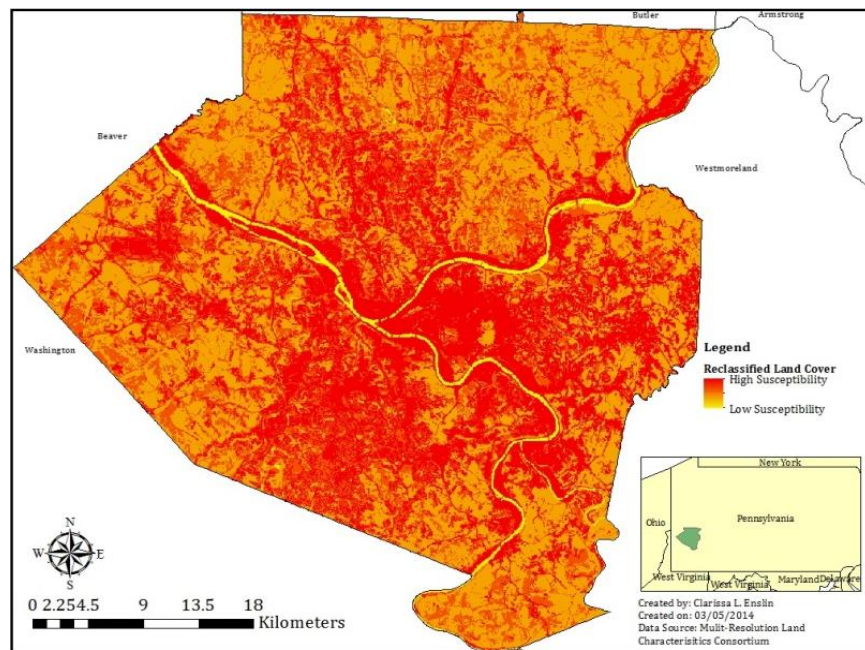 Butler
Armstrong
Beaver
Westmoreland
Washington
Legend
Reclassified Land Cover
High Susceptibility
Low Susceptibility
New York
Ohio
Pennsylvania
West Virginia
West Virginia
Maryland
Delaware
N
W
E
S
0 2.25 4.5 9 13.5 18
Kilometers
Created by: Clarissa L. Enslin
Created on: 03/05/2014
Data Source: Mulit-Resolution Land
Characterisitics Consortium